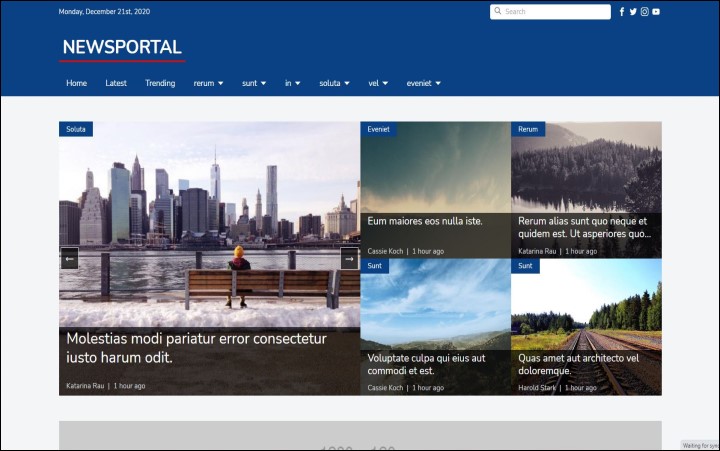 Monday, December 21st, 2020
Search
NEWSPORTAL
Home Latest Trending rerum sunt in soluta vel eveniet
Soluta
Molestias modi pariatur error consectetur
iusto harum odit.
Katarina Rau | 1 hour ago
Eveniet
Eum maiores eos nulla iste.
Cassie Koch | 1 hour ago
Rerum
Rerum alias sunt quo neque et
quidem est. Ut asperiores quo...
Katarina Rau | 1 hour ago
Sunt
Voluptate culpa qui eius aut
commodi et est.
Cassie Koch | 1 hour ago
Sunt
Quas amet aut architecto vel
doloremque.
Harold Stark | 1 hour ago
Waiting for